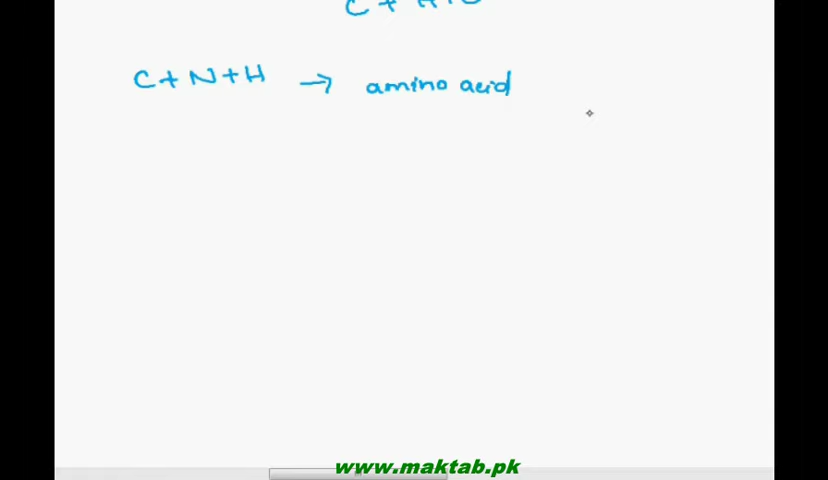 C + H + O
C + N + H → amino acid
www.maktab.pk